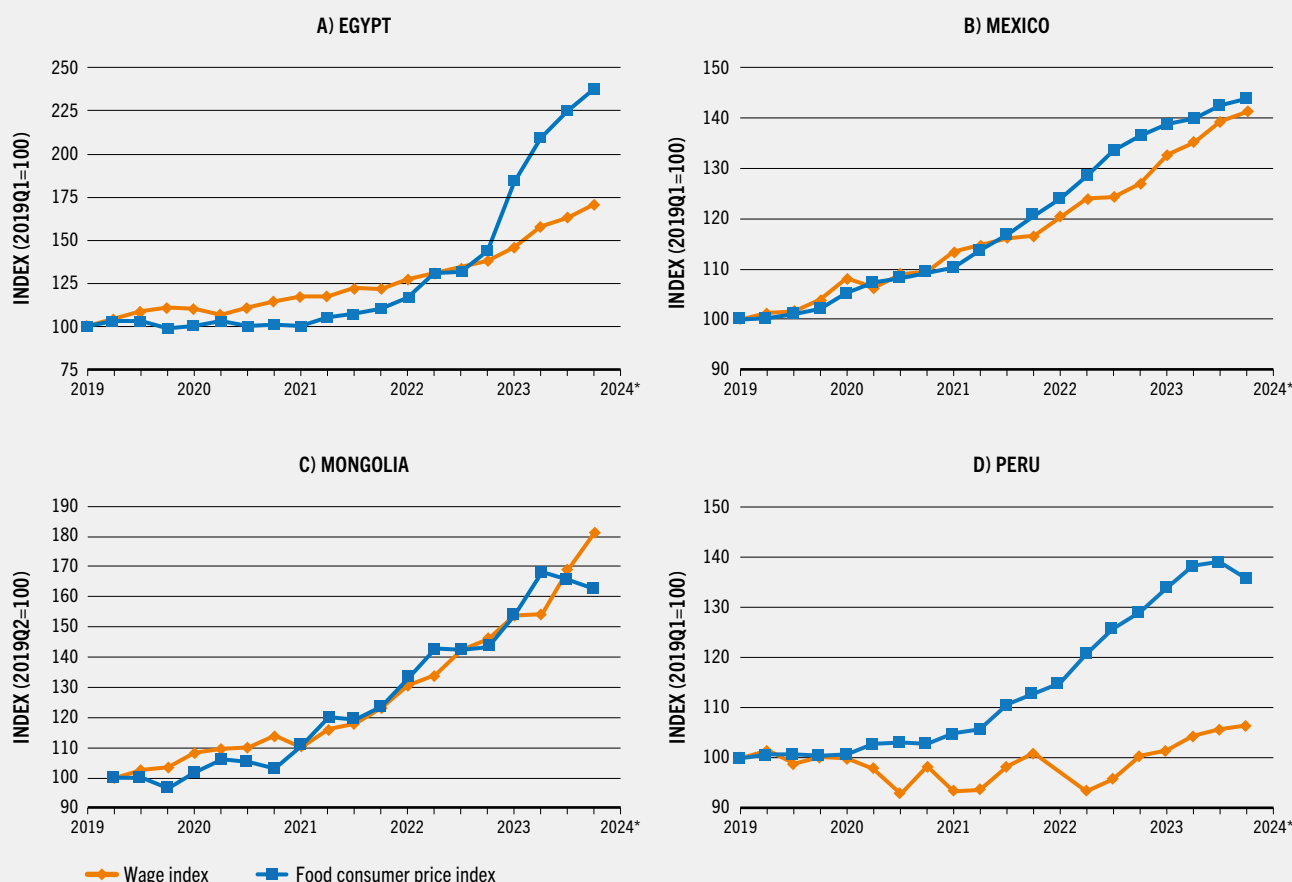 A) EGYPT
INDEX (2019Q1=100)
250
225
200
175
150
125
100
75
2019 2020 2021 2022 2023 2024*
B) MEXICO
INDEX (2019Q1=100)
150
140
130
120
110
100
90
2019 2020 2021 2022 2023 2024*
C) MONGOLIA
INDEX (2019Q2=100)
190
180
170
160
150
140
130
120
110
100
90
2019 2020 2021 2022 2023 2024*
D) PERU
INDEX (2019Q1=100)
150
140
130
120
110
100
90
2019 2020 2021 2022 2023 2024*
Wage index Food consumer price index